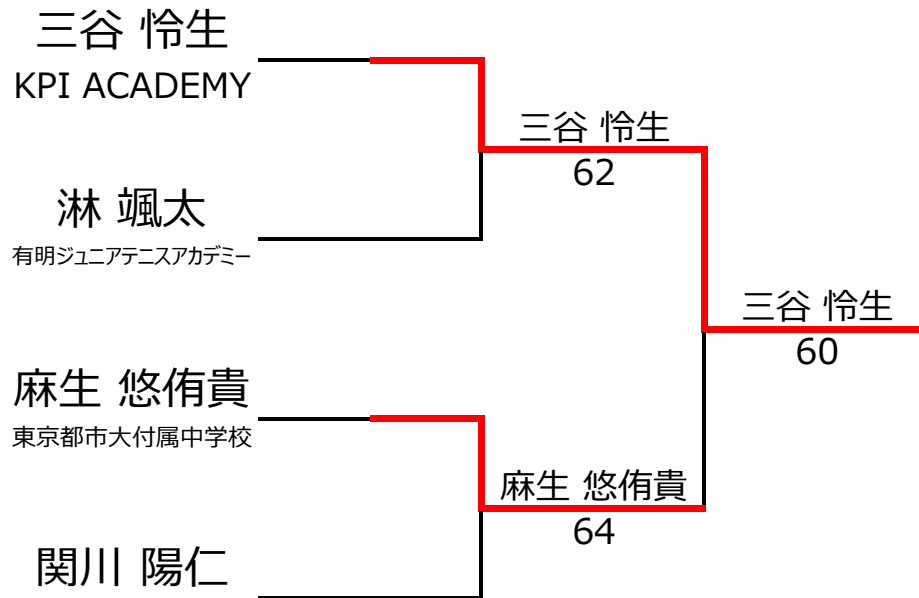 三谷 怜生
KPI ACADEMY
三谷 怜生
62
淋 颯太
有明ジュニアテニスアカデミー
三谷 怜生
60
麻生 悠侑貴
東京都市大付属中学校
麻生 悠侑貴
64
関川 陽仁